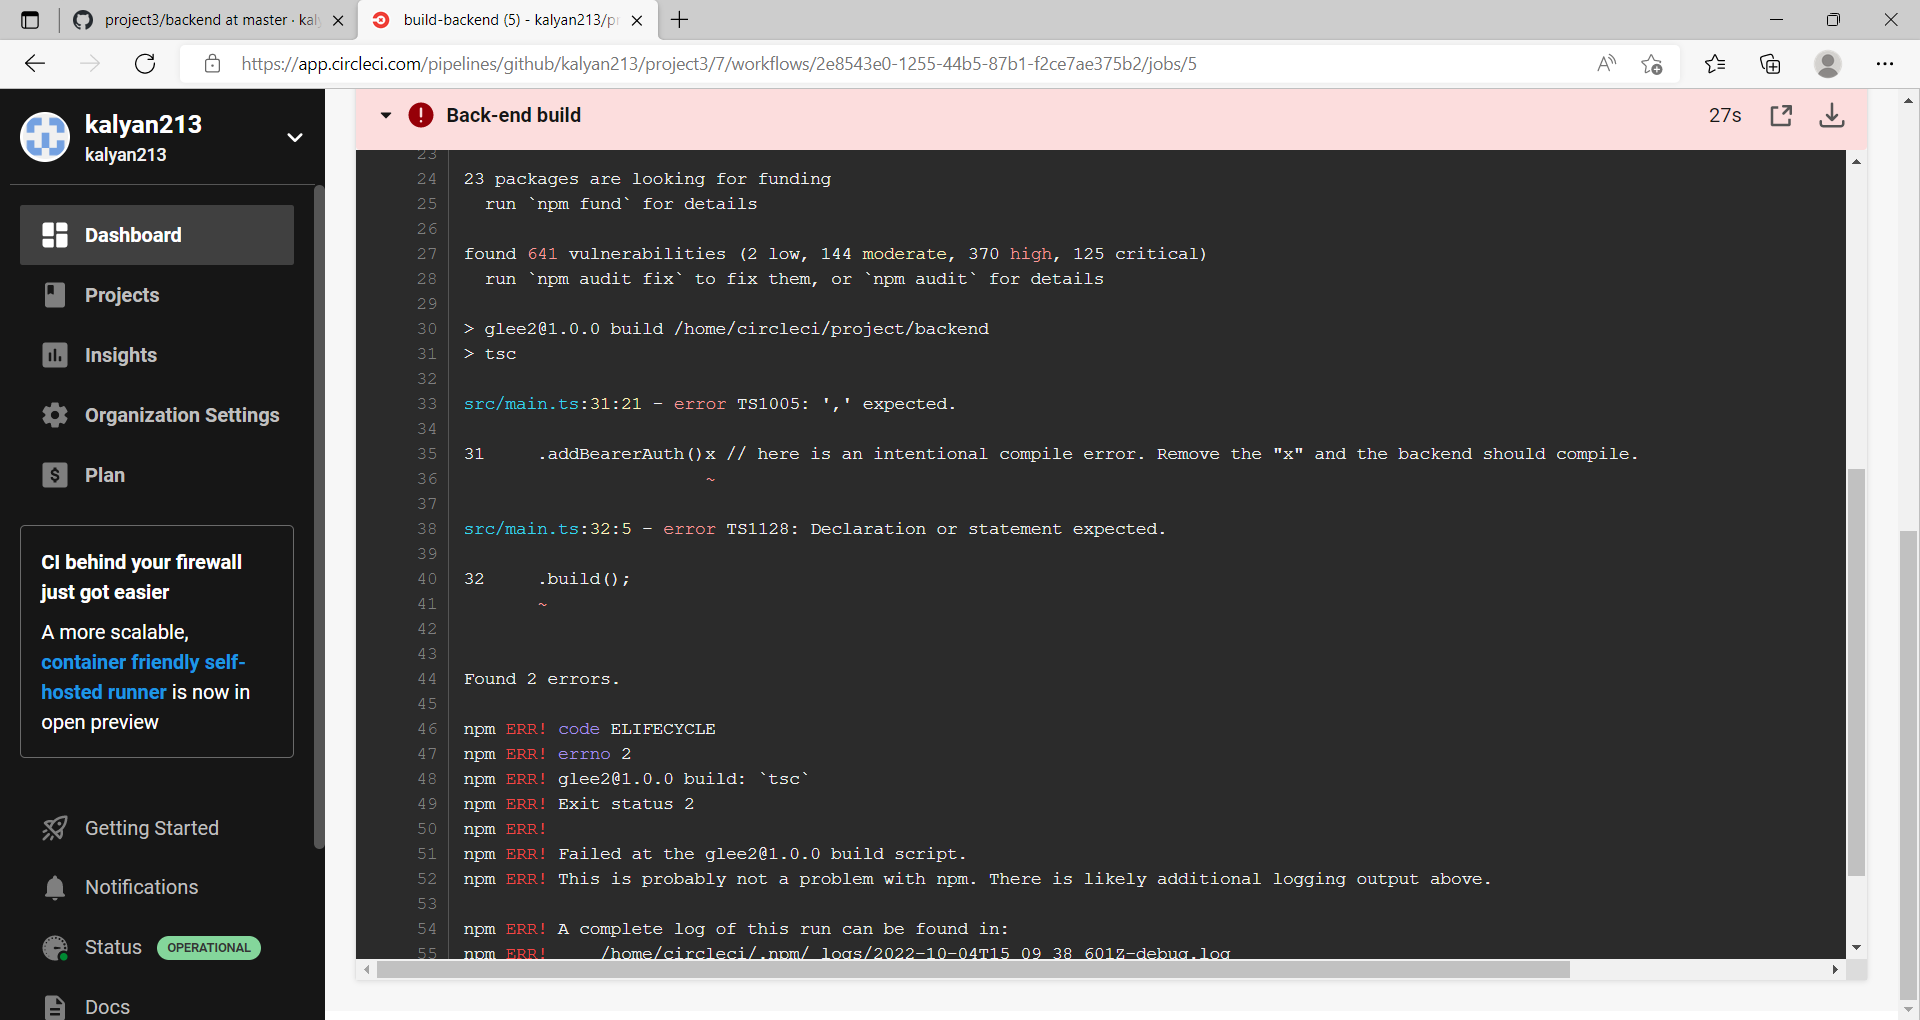 project3/backend at master · kal
build-backend (5) - kalyan213/pr
https://app.circleci.com/pipelines/github/kalyan213/project3/7/workflows/2e8543e0-1255-44b5-87b1-f2ce7ae375b2/jobs/5
kalyan213
kalyan213
Dashboard
Projects
Insights
Organization Settings
Plan
CI behind your firewall
just got easier
A more scalable,
container friendly self-
hosted runner is now in
open preview
Getting Started
Notifications
Status OPERATIONAL
Docs
Back-end build 27s
23
24 23 packages are looking for funding
25 run `npm fund` for details
26
27 found 641 vulnerabilities (2 low, 144 moderate, 370 high, 125 critical)
28 run `npm audit fix` to fix them, or `npm audit` for details
29
30 > glee2@1.0.0 build /home/circleci/project/backend
31 > tsc
32
33 src/main.ts:31:21 - error TS1005: ',' expected.
34
35 31 .addBearerAuth()x // here is an intentional compile error. Remove the "x" and the backend should compile.
36 ~
37
38 src/main.ts:32:5 - error TS1128: Declaration or statement expected.
39
40 32 .build();
41 ~
42
43
44 Found 2 errors.
45
46 npm ERR! code ELIFECYCLE
47 npm ERR! errno 2
48 npm ERR! glee2@1.0.0 build: `tsc`
49 npm ERR! Exit status 2
50 npm ERR!
51 npm ERR! Failed at the glee2@1.0.0 build script.
52 npm ERR! This is probably not a problem with npm. There is likely additional logging output above.
53
54 npm ERR! A complete log of this run can be found in:
55 npm ERR! /home/circleci/.npm/_logs/2022-10-04T15_09_38_601Z-debug.log